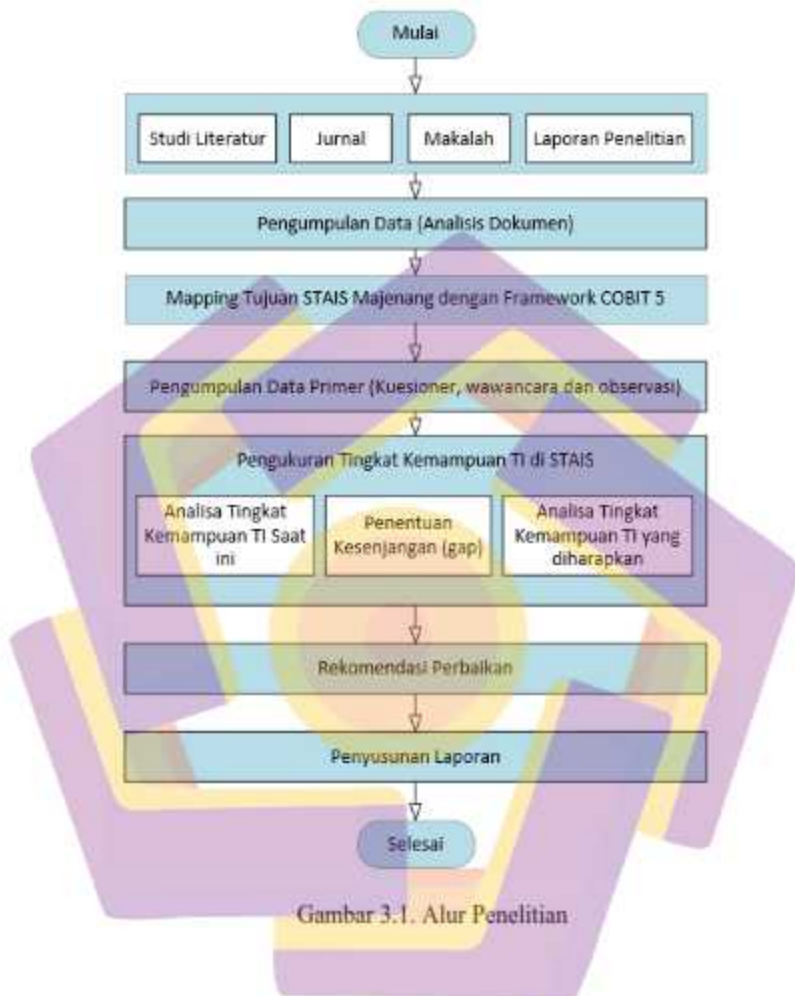 Mulai
Studi Literatur
Jurnal
Makalah
Laporan Penelitian
Pengumpulan Data (Analisis Dokumen)
Mapping Tujuan STAIS Majenang dengan Framework COBIT 5
Pengumpulan Data Primer (Kuesioner, wawancara dan observasi)
Pengukuran Tingkat Kemampuan TI di STAIS
Analisa Tingkat
Kemampuan TI Saat
ini
Penentuan
Kesenjangan (gap)
Analisa Tingkat
Kemampuan TI yang
diharapkan
Rekomendasi Perbaikan
Penyusunan Laporan
Selesai
Gambar 3.1. Alur Penelitian